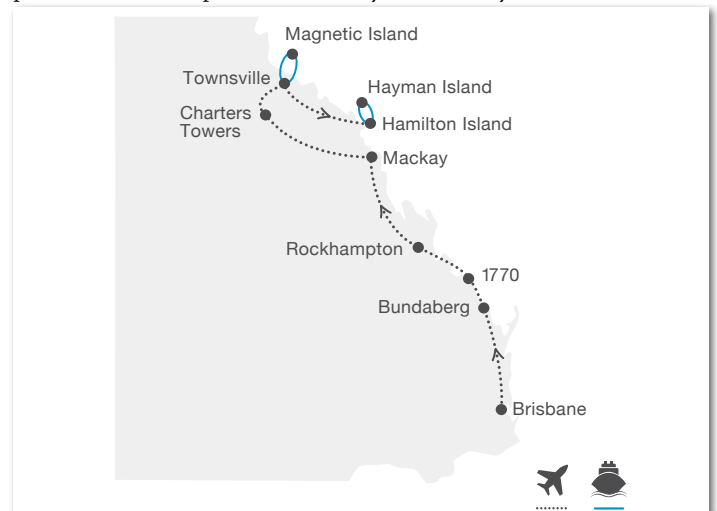 Magnetic Island
Townsville
Hayman Island
Charters
Towers
Hamilton Island
Mackay
Rockhampton
1770
Bundaberg
Brisbane